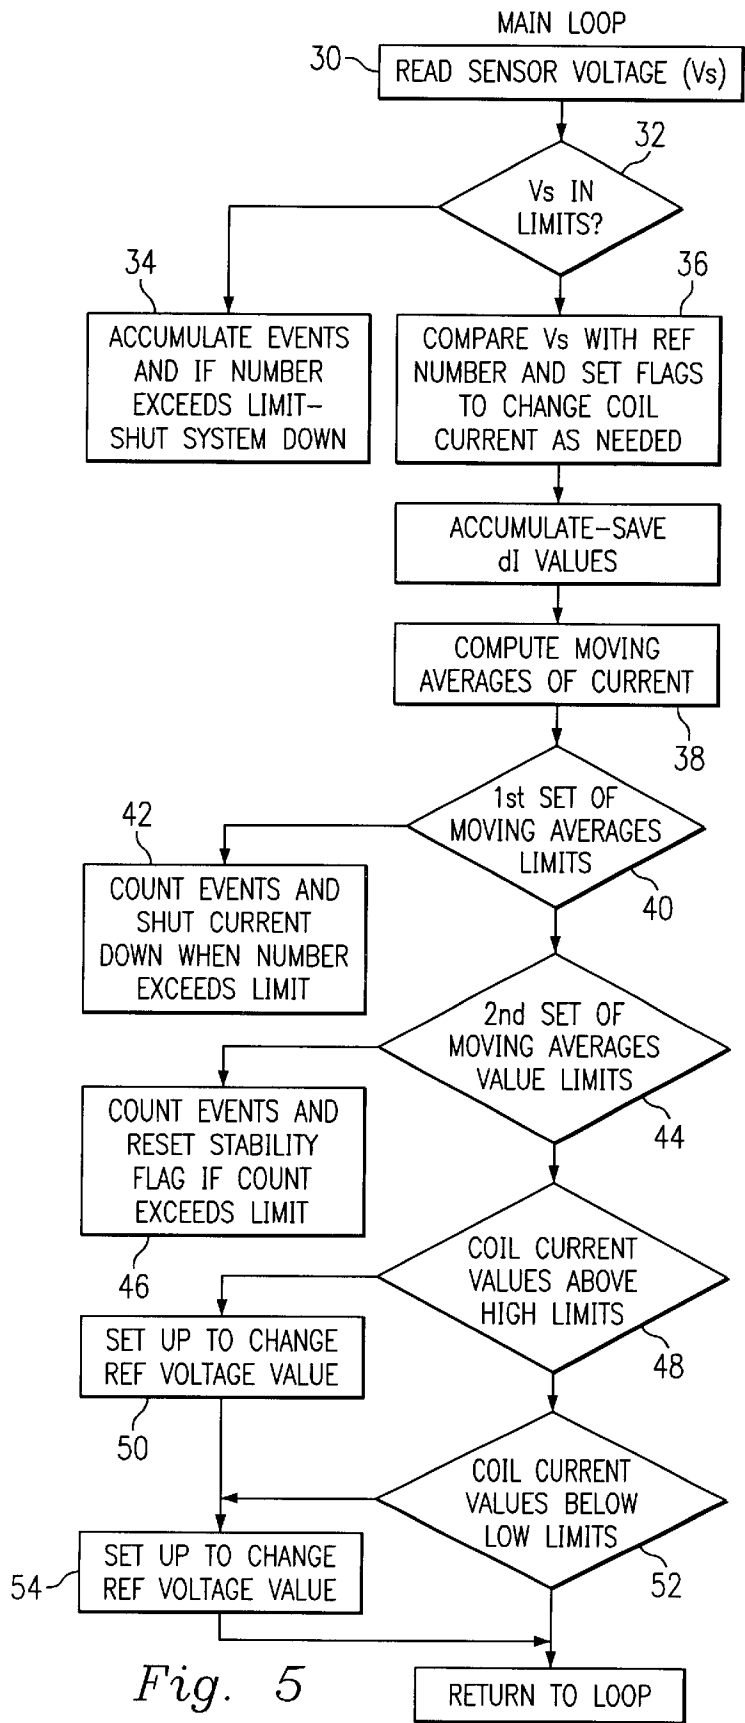 MAIN LOOP
30
READ SENSOR VOLTAGE (Vs)
32
Vs IN
LIMITS?
34
ACCUMULATE EVENTS
AND IF NUMBER
EXCEEDS LIMIT–
SHUT SYSTEM DOWN
36
COMPARE Vs WITH REF
NUMBER AND SET FLAGS
TO CHANGE COIL
CURRENT AS NEEDED
ACCUMULATE–SAVE
dI VALUES
COMPUTE MOVING
AVERAGES OF CURRENT
38
1st SET OF
MOVING AVERAGES
LIMITS
40
42
COUNT EVENTS AND
SHUT CURRENT
DOWN WHEN NUMBER
EXCEEDS LIMIT
2nd SET OF
MOVING AVERAGES
VALUE LIMITS
44
COUNT EVENTS AND
RESET STABILITY
FLAG IF COUNT
EXCEEDS LIMIT
46
COIL CURRENT
VALUES ABOVE
HIGH LIMITS
48
SET UP TO CHANGE
REF VOLTAGE VALUE
50
COIL CURRENT
VALUES BELOW
LOW LIMITS
52
SET UP TO CHANGE
REF VOLTAGE VALUE
54
RETURN TO LOOP
Fig. 5